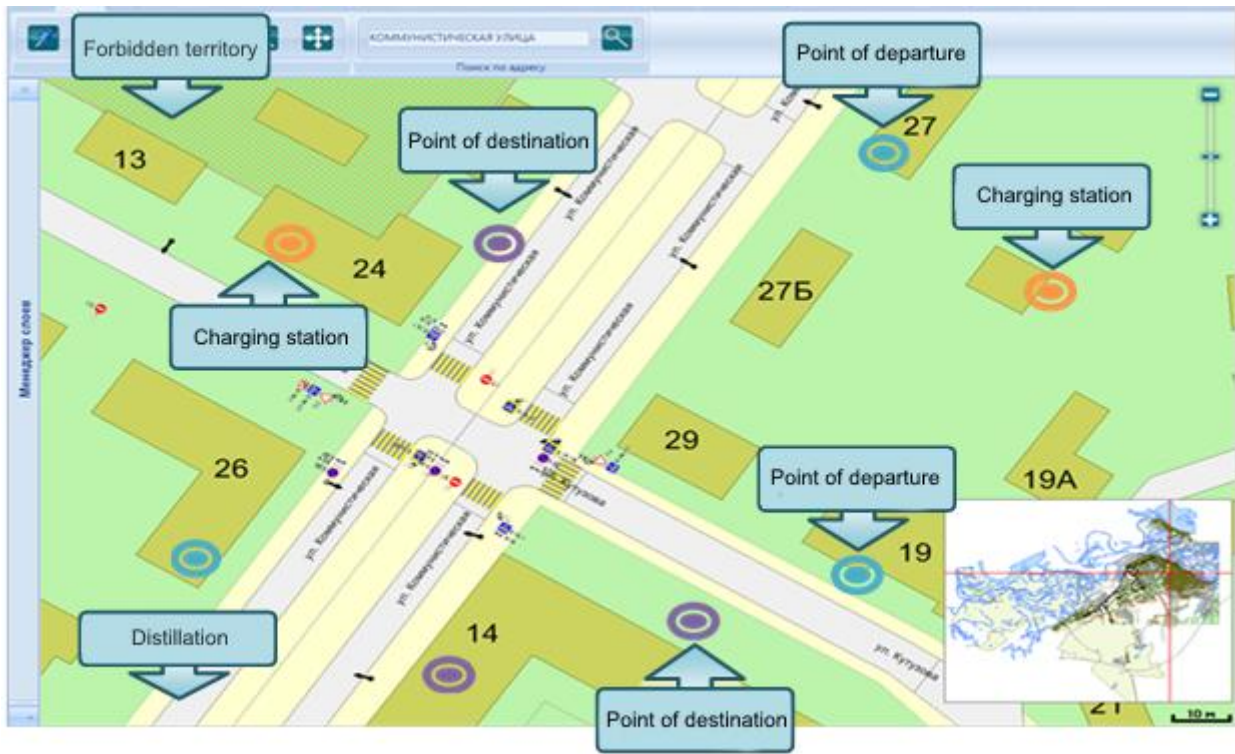 Forbidden territory
КОММУНИСТИЧЕСКАЯ УЛИЦА
Поиск по адресу
Point of departure
Point of destination
Charging station
13
27
ул. Коммунистическая
ул. Коммунистическая
ул. Коммунистическая
24
27Б
Charging station
ул. Коммунистическая
ул. Коммунистическая
Менеджер слоев
29
26
Point of departure
19А
ул. Кутузова
ул. Коммунистическая
ул. Коммунистическая
19
Distillation
14
ул. Кутузова
Point of destination
21
10 м